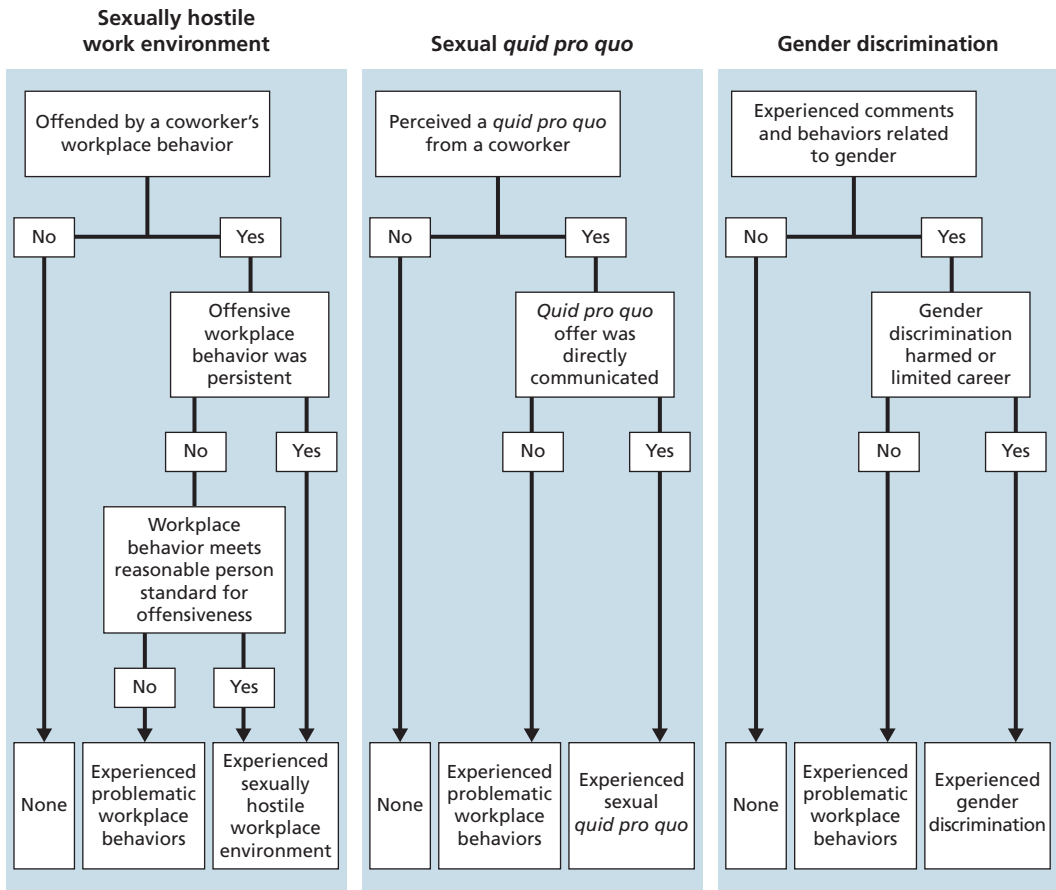 Sexually hostile
work environment
Offended by a coworker's
workplace behavior
No
Yes
Offensive
workplace
behavior was
persistent
No
Yes
Workplace
behavior meets
reasonable person
standard for
offensiveness
No
Yes
None
Experienced
problematic
workplace
behaviors
Experienced
sexually
hostile
workplace
environment
Sexual quid pro quo
Perceived a quid pro quo
from a coworker
No
Yes
Quid pro quo
offer was
directly
communicated
No
Yes
None
Experienced
problematic
workplace
behaviors
Experienced
sexual
quid pro quo
Gender discrimination
Experienced comments
and behaviors related
to gender
No
Yes
Gender
discrimination
harmed or
limited career
No
Yes
None
Experienced
problematic
workplace
behaviors
Experienced
gender
discrimination